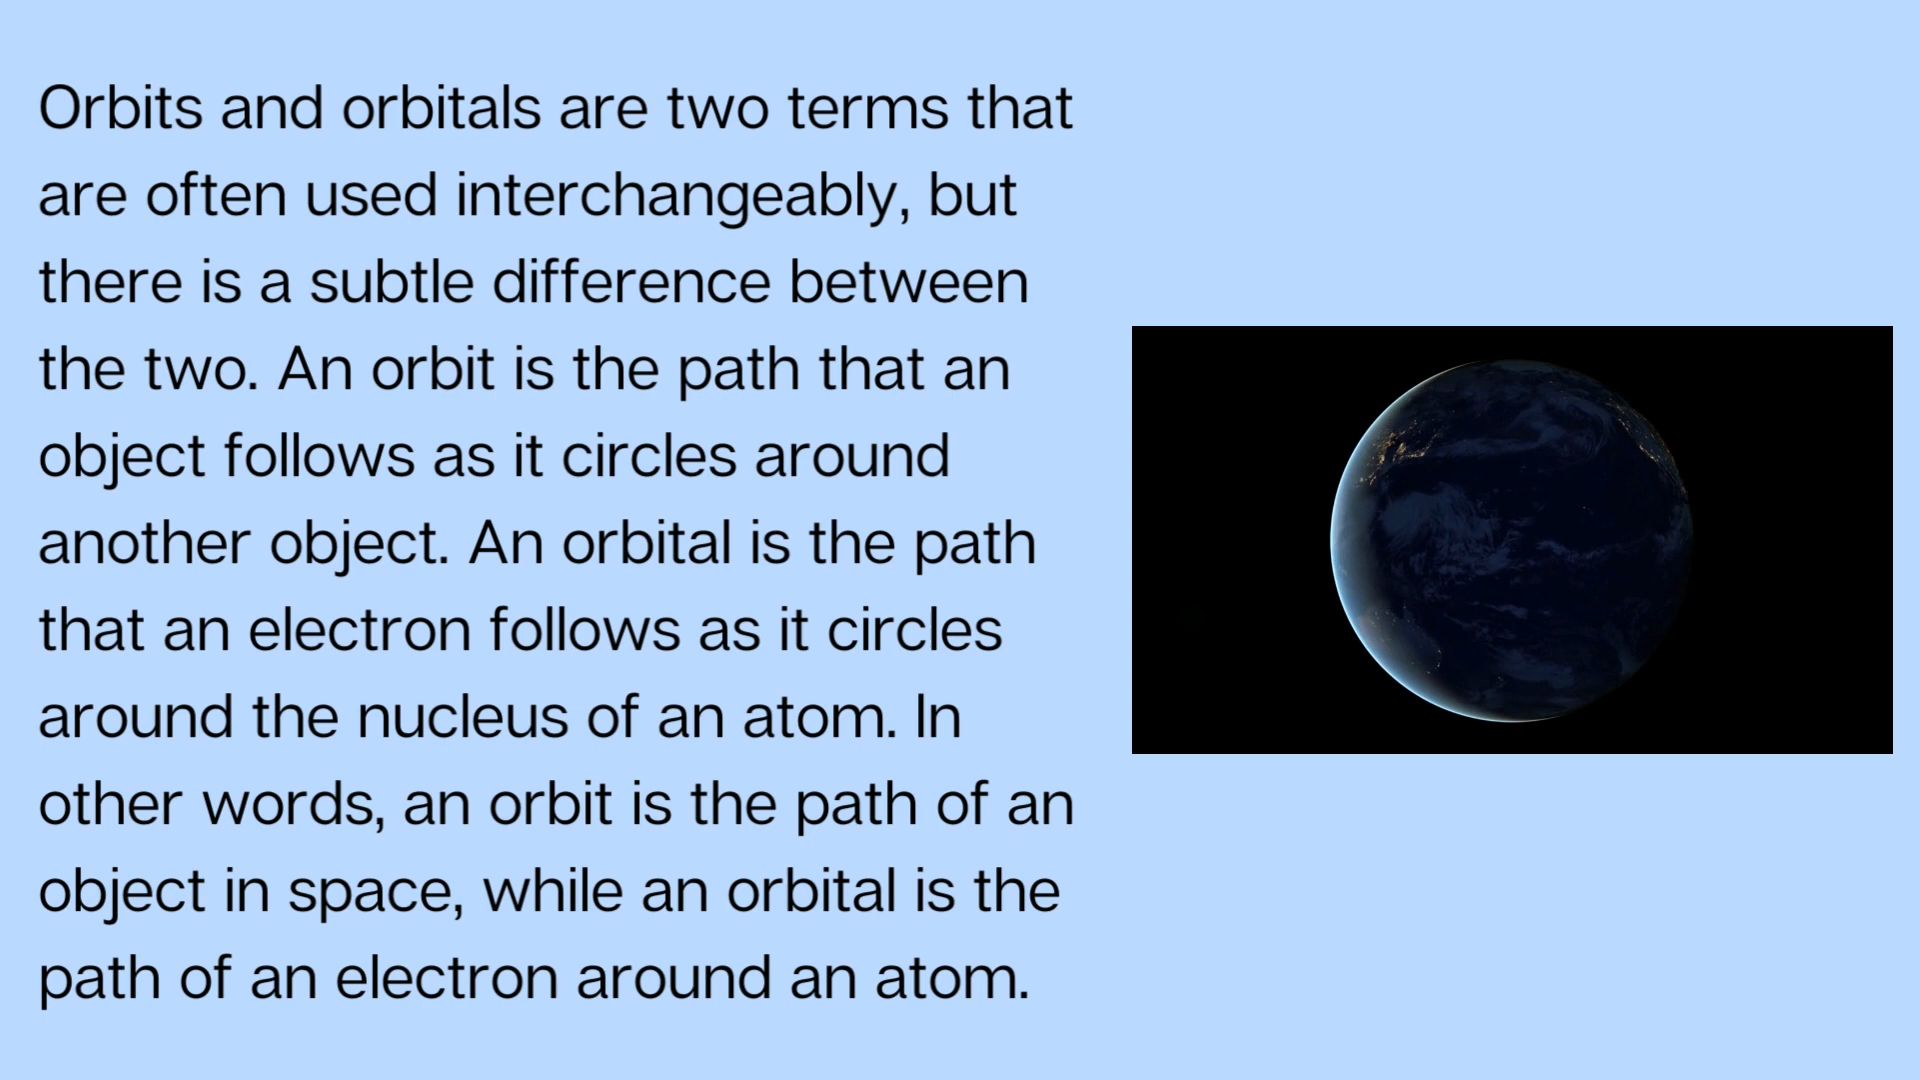 Orbits and orbitals are two terms that
are often used interchangeably, but
there is a subtle difference between
the two. An orbit is the path that an
object follows as it circles around
another object. An orbital is the path
that an electron follows as it circles
around the nucleus of an atom. In
other words, an orbit is the path of an
object in space, while an orbital is the
path of an electron around an atom.